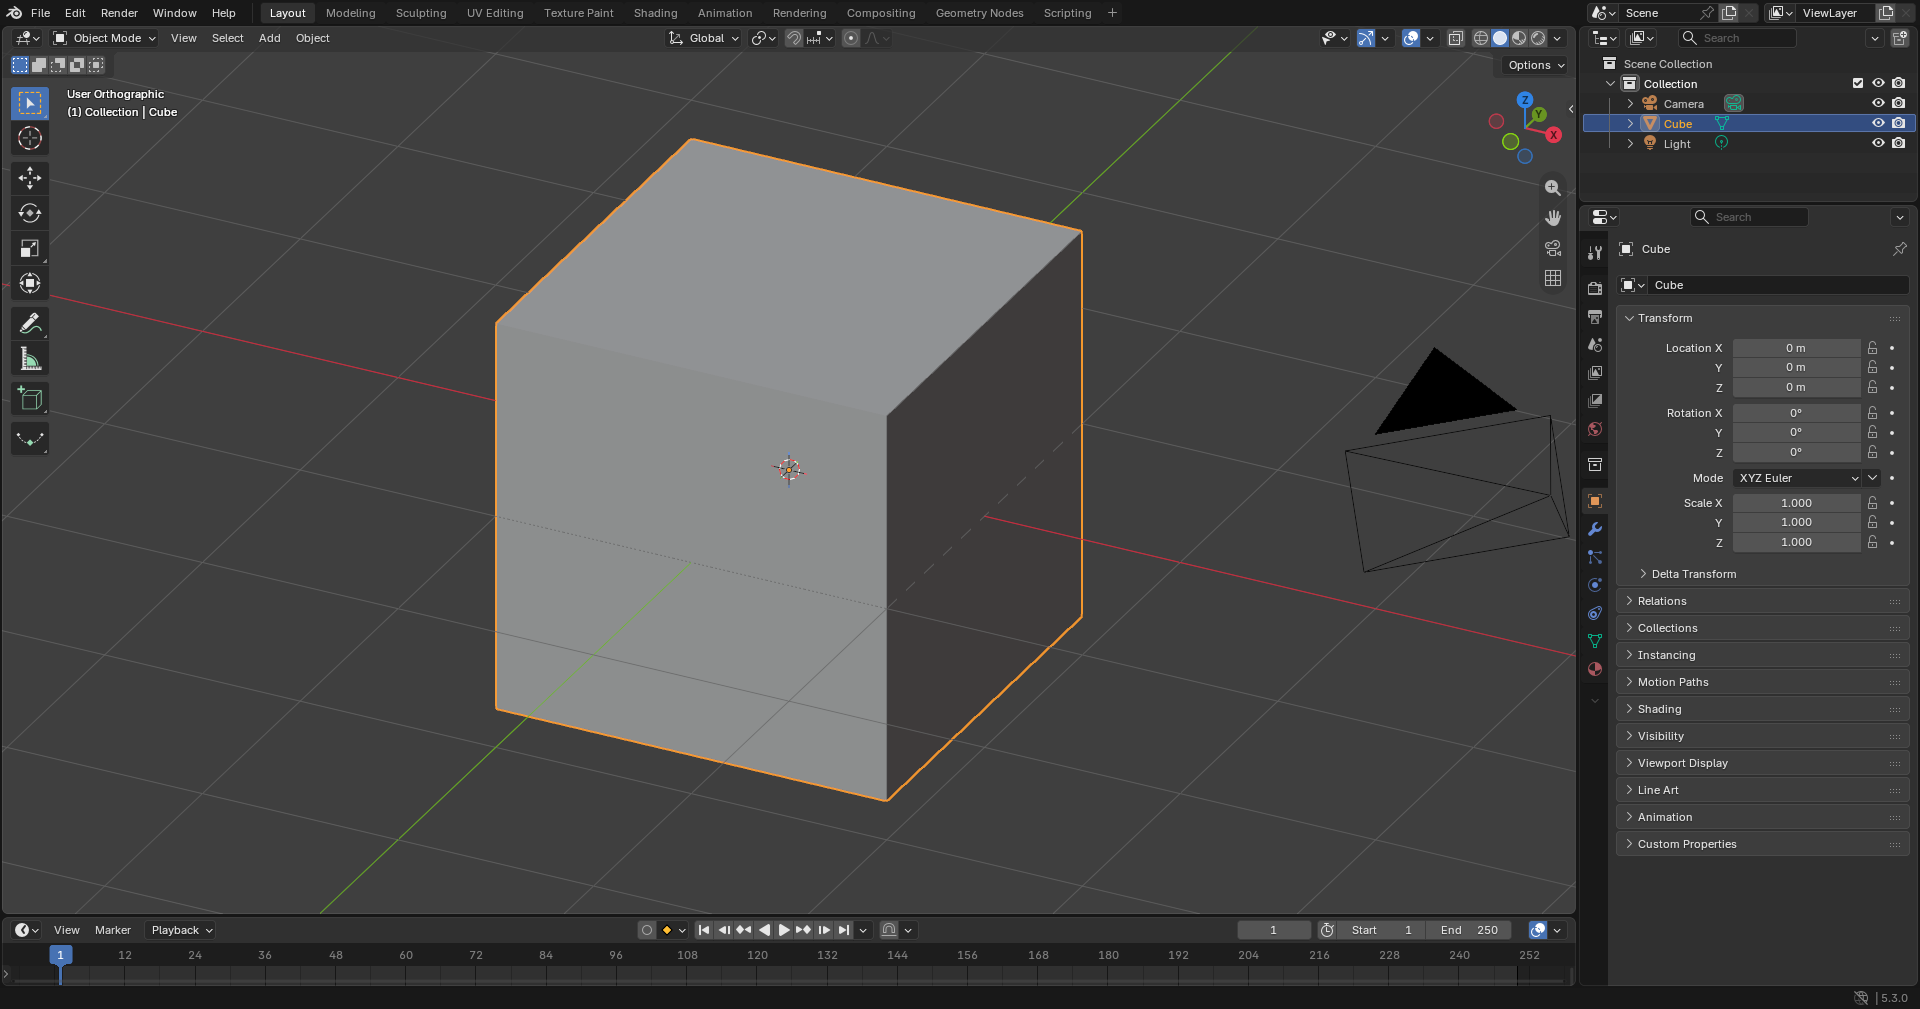 File Edit Render Window Help Layout Modeling Sculpting UV Editing Texture Paint Shading Animation Rendering Compositing Geometry Nodes Scripting + Scene ViewLayer
Object Mode View Select Add Object Global Search
Options
User Orthographic
(1) Collection | Cube
Z
Y
X
Scene Collection
Collection
Camera
Cube
Light
Search
Cube
Cube
Transform
Location X 0 m
Y 0 m
Z 0 m
Rotation X 0°
Y 0°
Z 0°
Mode XYZ Euler
Scale X 1.000
Y 1.000
Z 1.000
Delta Transform
Relations
Collections
Instancing
Motion Paths
Shading
Visibility
Viewport Display
Line Art
Animation
Custom Properties
View Marker Playback 1 Start 1 End 250
1 12 24 36 48 60 72 84 96 108 120 132 144 156 168 180 192 204 216 228 240 252
5.3.0